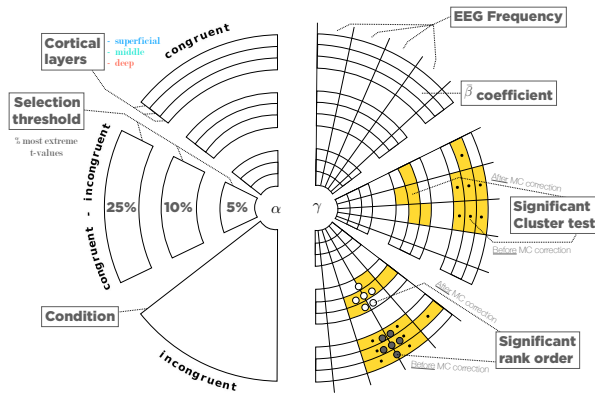 EEG Frequency
congruent
Cortical
layers
- superficial
- middle
- deep
β̄ coefficient
Selection
threshold
% most extreme
t-values
congruent - incongruent
25%
10%
5%
α
γ
After MC correction
Significant
Cluster test
Before MC correction
Condition
After MC correction
Significant
rank order
Before MC correction
incongruent